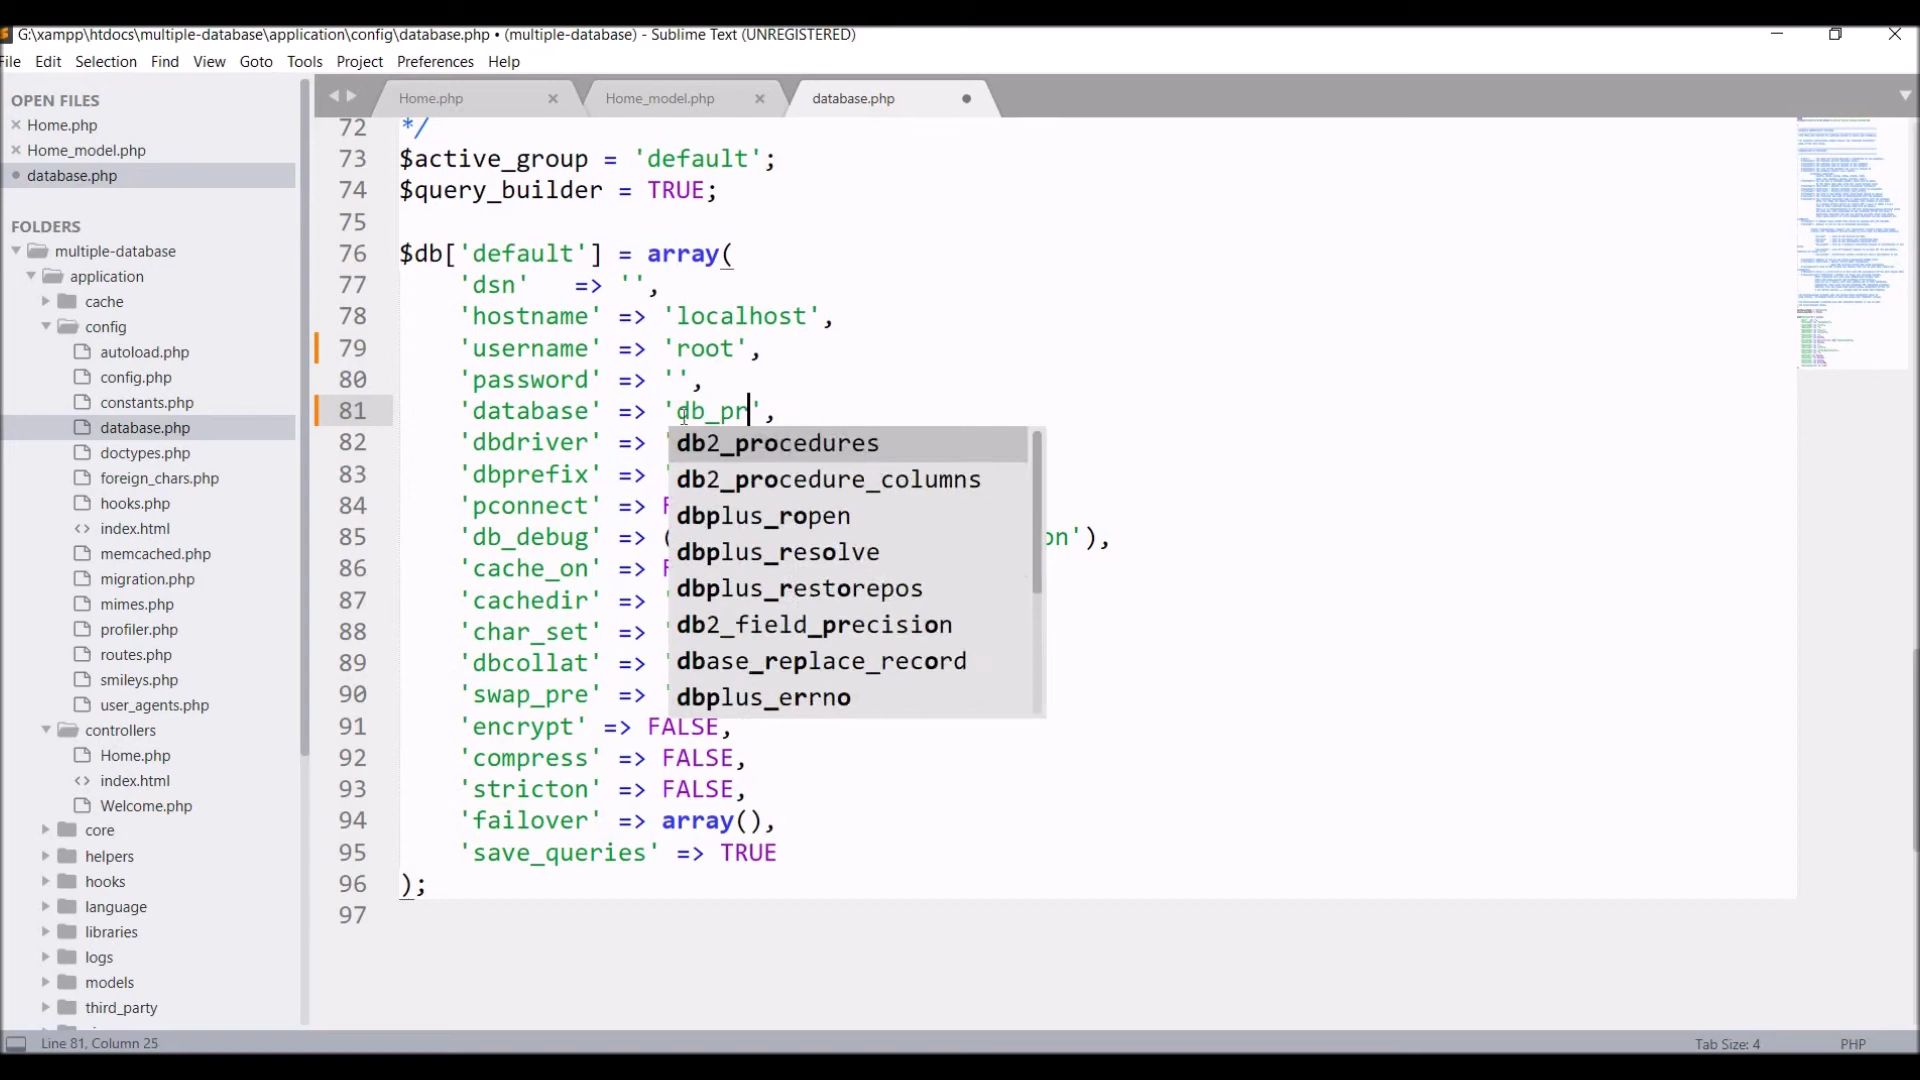 G:\xampp\htdocs\multiple-database\application\config\database.php • (multiple-database) - Sublime Text (UNREGISTERED)
File Edit Selection Find View Goto Tools Project Preferences Help
OPEN FILES
Home.php
Home_model.php
database.php
FOLDERS
multiple-database
application
cache
config
autoload.php
config.php
constants.php
database.php
doctypes.php
foreign_chars.php
hooks.php
index.html
memcached.php
migration.php
mimes.php
profiler.php
routes.php
smileys.php
user_agents.php
controllers
Home.php
index.html
Welcome.php
core
helpers
hooks
language
libraries
logs
models
third_party
Home.php Home_model.php database.php
72 */
73 $active_group = 'default';
74 $query_builder = TRUE;
75
76 $db['default'] = array(
77 'dsn' => '',
78 'hostname' => 'localhost',
79 'username' => 'root',
80 'password' => '',
81 'database' => 'db_pr',
82 'dbdriver' => '
83 'dbprefix' => '
84 'pconnect' => F
85 'db_debug' => ( on'),
86 'cache_on' => F
87 'cachedir' => '
88 'char_set' => '
89 'dbcollat' => '
90 'swap_pre' => '
91 'encrypt' => FALSE,
92 'compress' => FALSE,
93 'stricton' => FALSE,
94 'failover' => array(),
95 'save_queries' => TRUE
96 );
97
db2_procedures
db2_procedure_columns
dbplus_ropen
dbplus_resolve
dbplus_restorepos
db2_field_precision
dbase_replace_record
dbplus_errno
Line 81, Column 25 Tab Size: 4 PHP